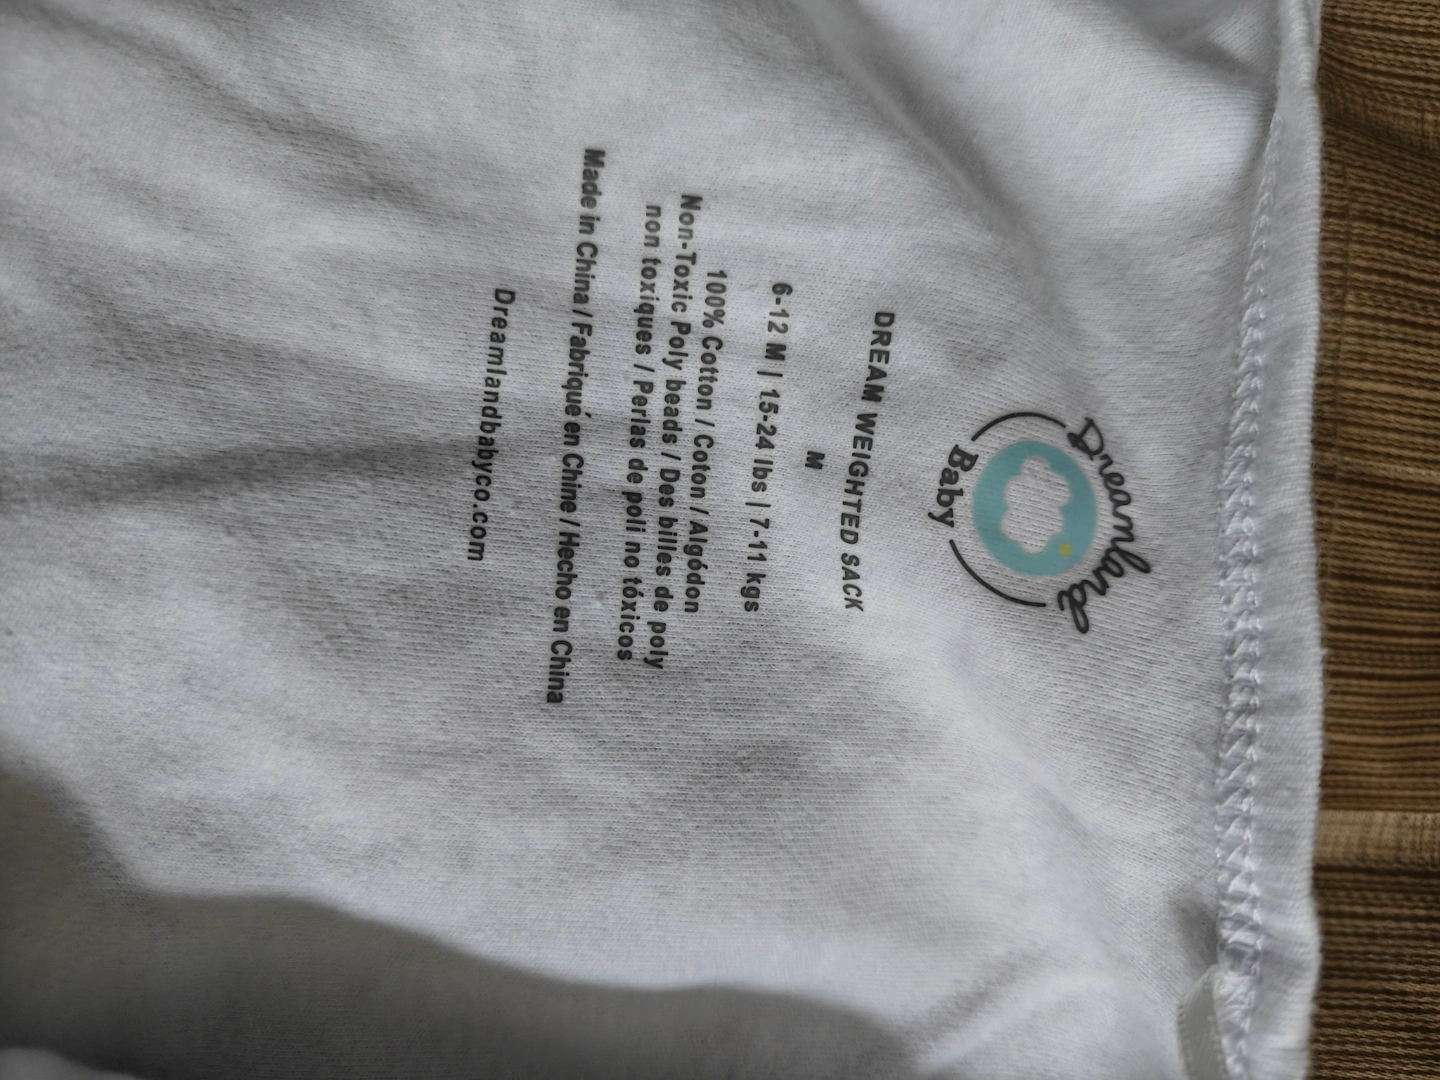 Dreamland
Baby
DREAM WEIGHTED SACK
M
6-12 M | 15-24 lbs | 7-11 kgs
100% Cotton / Coton / Algódon
Non-Toxic Poly beads / Des billes de poly
non toxiques / Perlas de poli no tóxicos
Made in China / Fabriqué en Chine / Hecho en China
Dreamlandbabyco.com